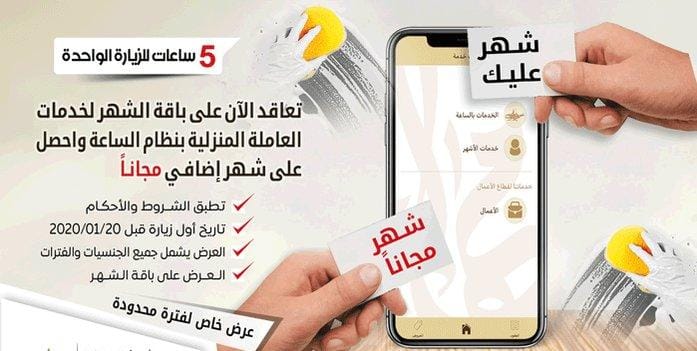 5 ساعات للزيارة الواحدة
تعاقد الآن على باقة الشهر لخدمات
العاملة المنزلية بنظام الساعة واحصل
على شهر إضافي مجاناً
تطبق الشروط والأحكام
تاريخ أول زيارة قبل 2020/01/20
العرض يشمل جميع الجنسيات والفترات
العرض على باقة الشهر
عرض خاص لفترة محدودة
شهر
عليك
خدمة
الخدمات بالساعة
خدمات الأشهر
خدماتنا لقطاع الأعمال
الأعمال
شهر
مجاناً